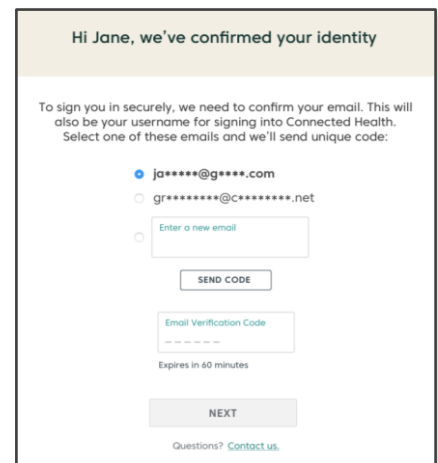 Hi Jane, we've confirmed your identity
To sign you in securely, we need to confirm your email. This will
also be your username for signing into Connected Health.
Select one of these emails and we'll send unique code:
ja*****@g****.com
gr********@c********.net
Enter a new email
SEND CODE
Email Verification Code
_ _ _ _ _ _
Expires in 60 minutes
NEXT
Questions? Contact us.